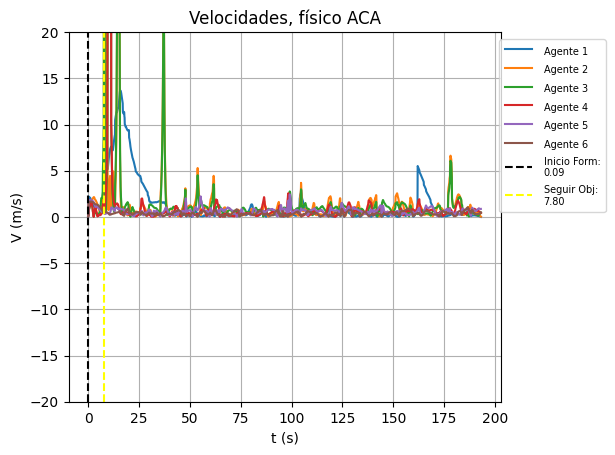 Velocidades, físico ACA
V (m/s)
20
15
10
5
0
−5
−10
−15
−20
0
25
50
75
100
125
150
175
200
t (s)
Agente 1
Agente 2
Agente 3
Agente 4
Agente 5
Agente 6
Inicio Form:
0.09
Seguir Obj:
7.80